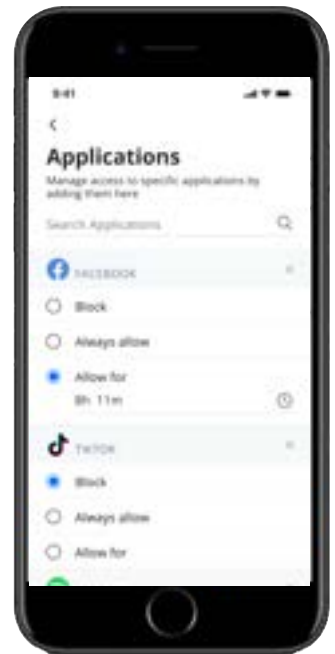 9:41
Applications
Manage access to specific applications by
adding them here
Search Applications
FACEBOOK
Block
Always allow
Allow for
8h 11m
TIKTOK
Block
Always allow
Allow for